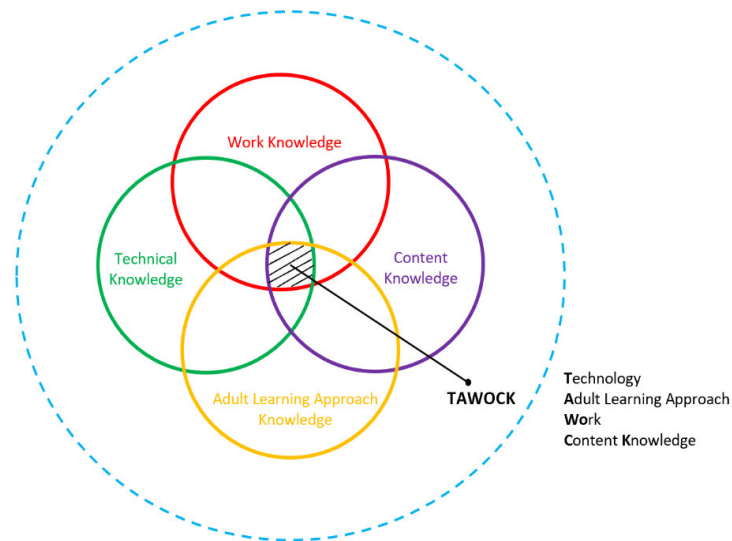 Work Knowledge
Technical
Knowledge
Content
Knowledge
Adult Learning Approach
Knowledge
TAWOCK
Technology
Adult Learning Approach
Work
Content Knowledge